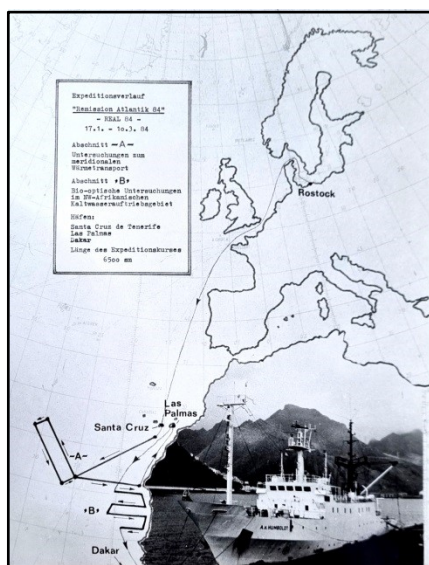 Expeditionsverlauf
"Remission Atlantik 84"
- REAL 84 -
17.1. - 10.3. 84
Abschnitt -A-
Untersuchungen zum
meridionalen
Wärmetransport
Abschnitt ,B,
Bio-optische Untersuchungen
im NW-Afrikanischen
Kaltwasserauftriebsgebiet
Häfen:
Santa Cruz de Tenerife
Las Palmas
Dakar
Länge des Expeditionskurses
6500 sm
Rostock
Las
Palmas
Santa Cruz
-A-
,B,
Dakar
A.v. HUMBOLDT